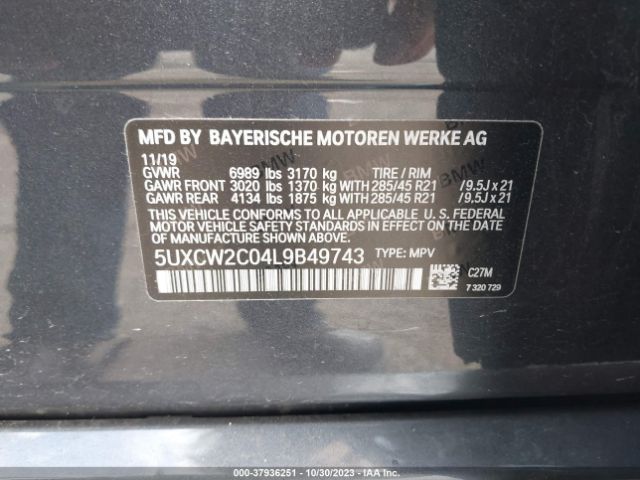 MFD BY BAYERISCHE MOTOREN WERKE AG
11/19
GVWR 6989 lbs 3170 kg TIRE / RIM
GAWR FRONT 3020 lbs 1370 kg WITH 285/45 R21 /9.5J x 21
GAWR REAR 4134 lbs 1875 kg WITH 285/45 R21 /9.5J x 21
THIS VEHICLE CONFORMS TO ALL APPLICABLE U. S. FEDERAL
MOTOR VEHICLE SAFETY STANDARDS IN EFFECT ON THE DATE
OF MANUFACTURE SHOWN ABOVE.
5UXCW2C04L9B49743 TYPE: MPV
C27M
7 320 729
000-37936251 - 10/30/2023 - IAA Inc.